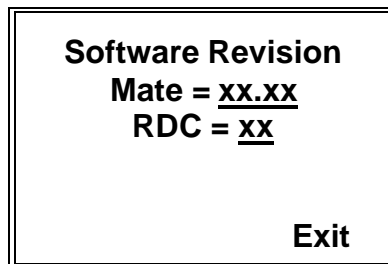 Software Revision
Mate = xx.xx
RDC = xx
Exit